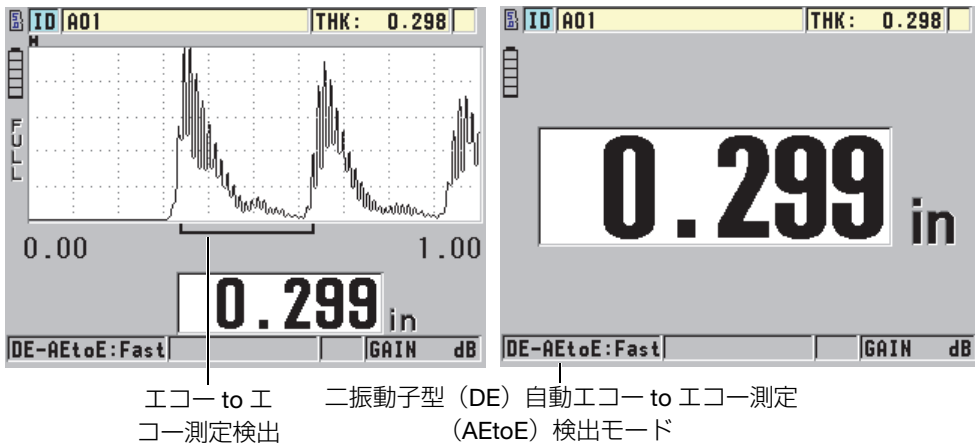 ID A01 THK: 0.298
M
FULL
0.00 1.00
0.299 in
DE-AEtoE:Fast GAIN dB
ID A01 THK: 0.298
0.299 in
DE-AEtoE:Fast GAIN dB
エコー to エ
コー測定検出
二振動子型（DE）自動エコー to エコー測定
（AEtoE）検出モード